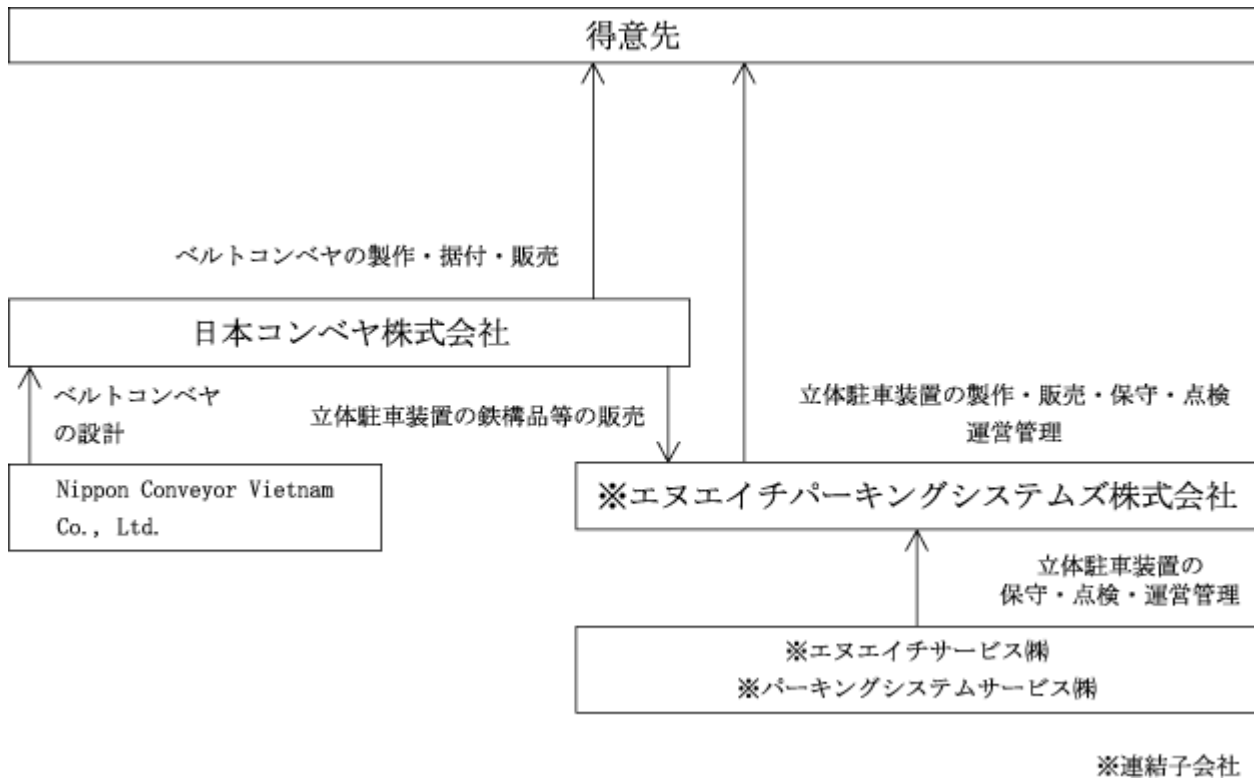 得意先
ベルトコンベヤの製作・据付・販売
日本コンベヤ株式会社
ベルトコンベヤ
の設計
立体駐車装置の鉄構品等の販売
立体駐車装置の製作・販売・保守・点検
運営管理
Nippon Conveyor Vietnam
Co., Ltd.
※エヌエイチパーキングシステムズ株式会社
立体駐車装置の
保守・点検・運営管理
※エヌエイチサービス㈱
※パーキングシステムサービス㈱
※連結子会社